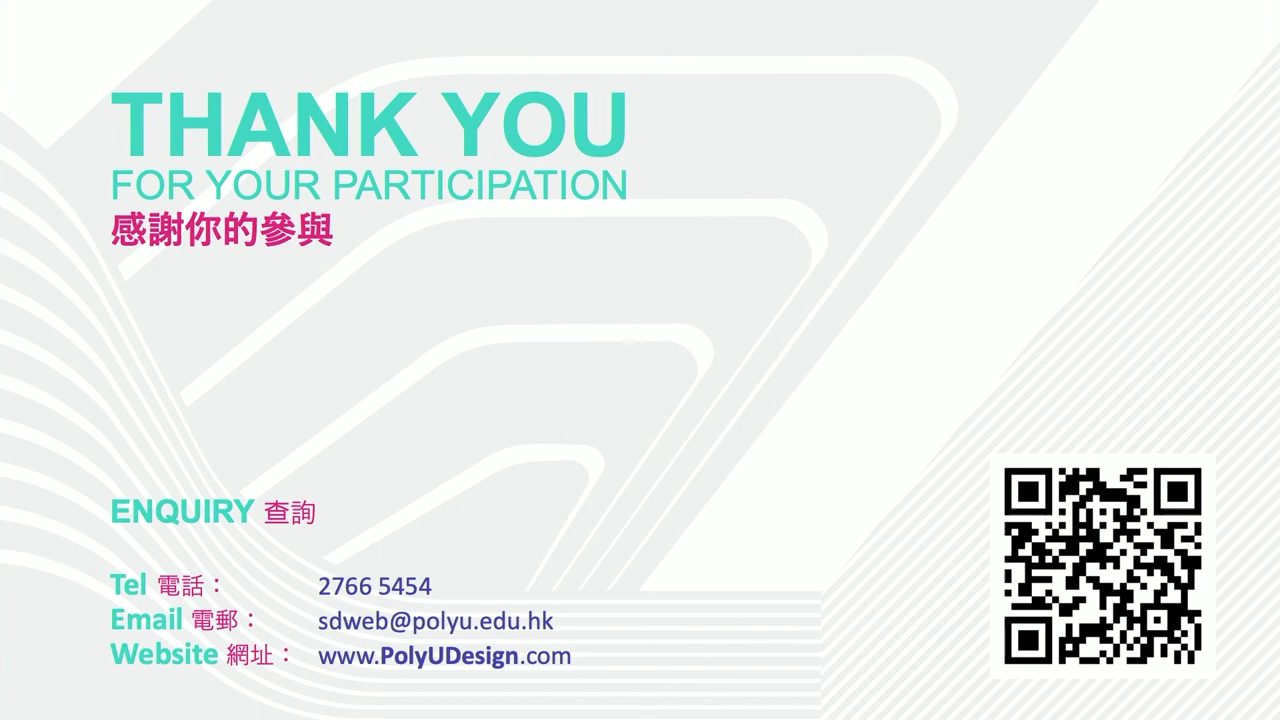 THANK YOU
FOR YOUR PARTICIPATION
感謝你的參與
ENQUIRY 查詢
Tel 電話： 2766 5454
Email 電郵： sdweb@polyu.edu.hk
Website 網址： www.PolyUDesign.com